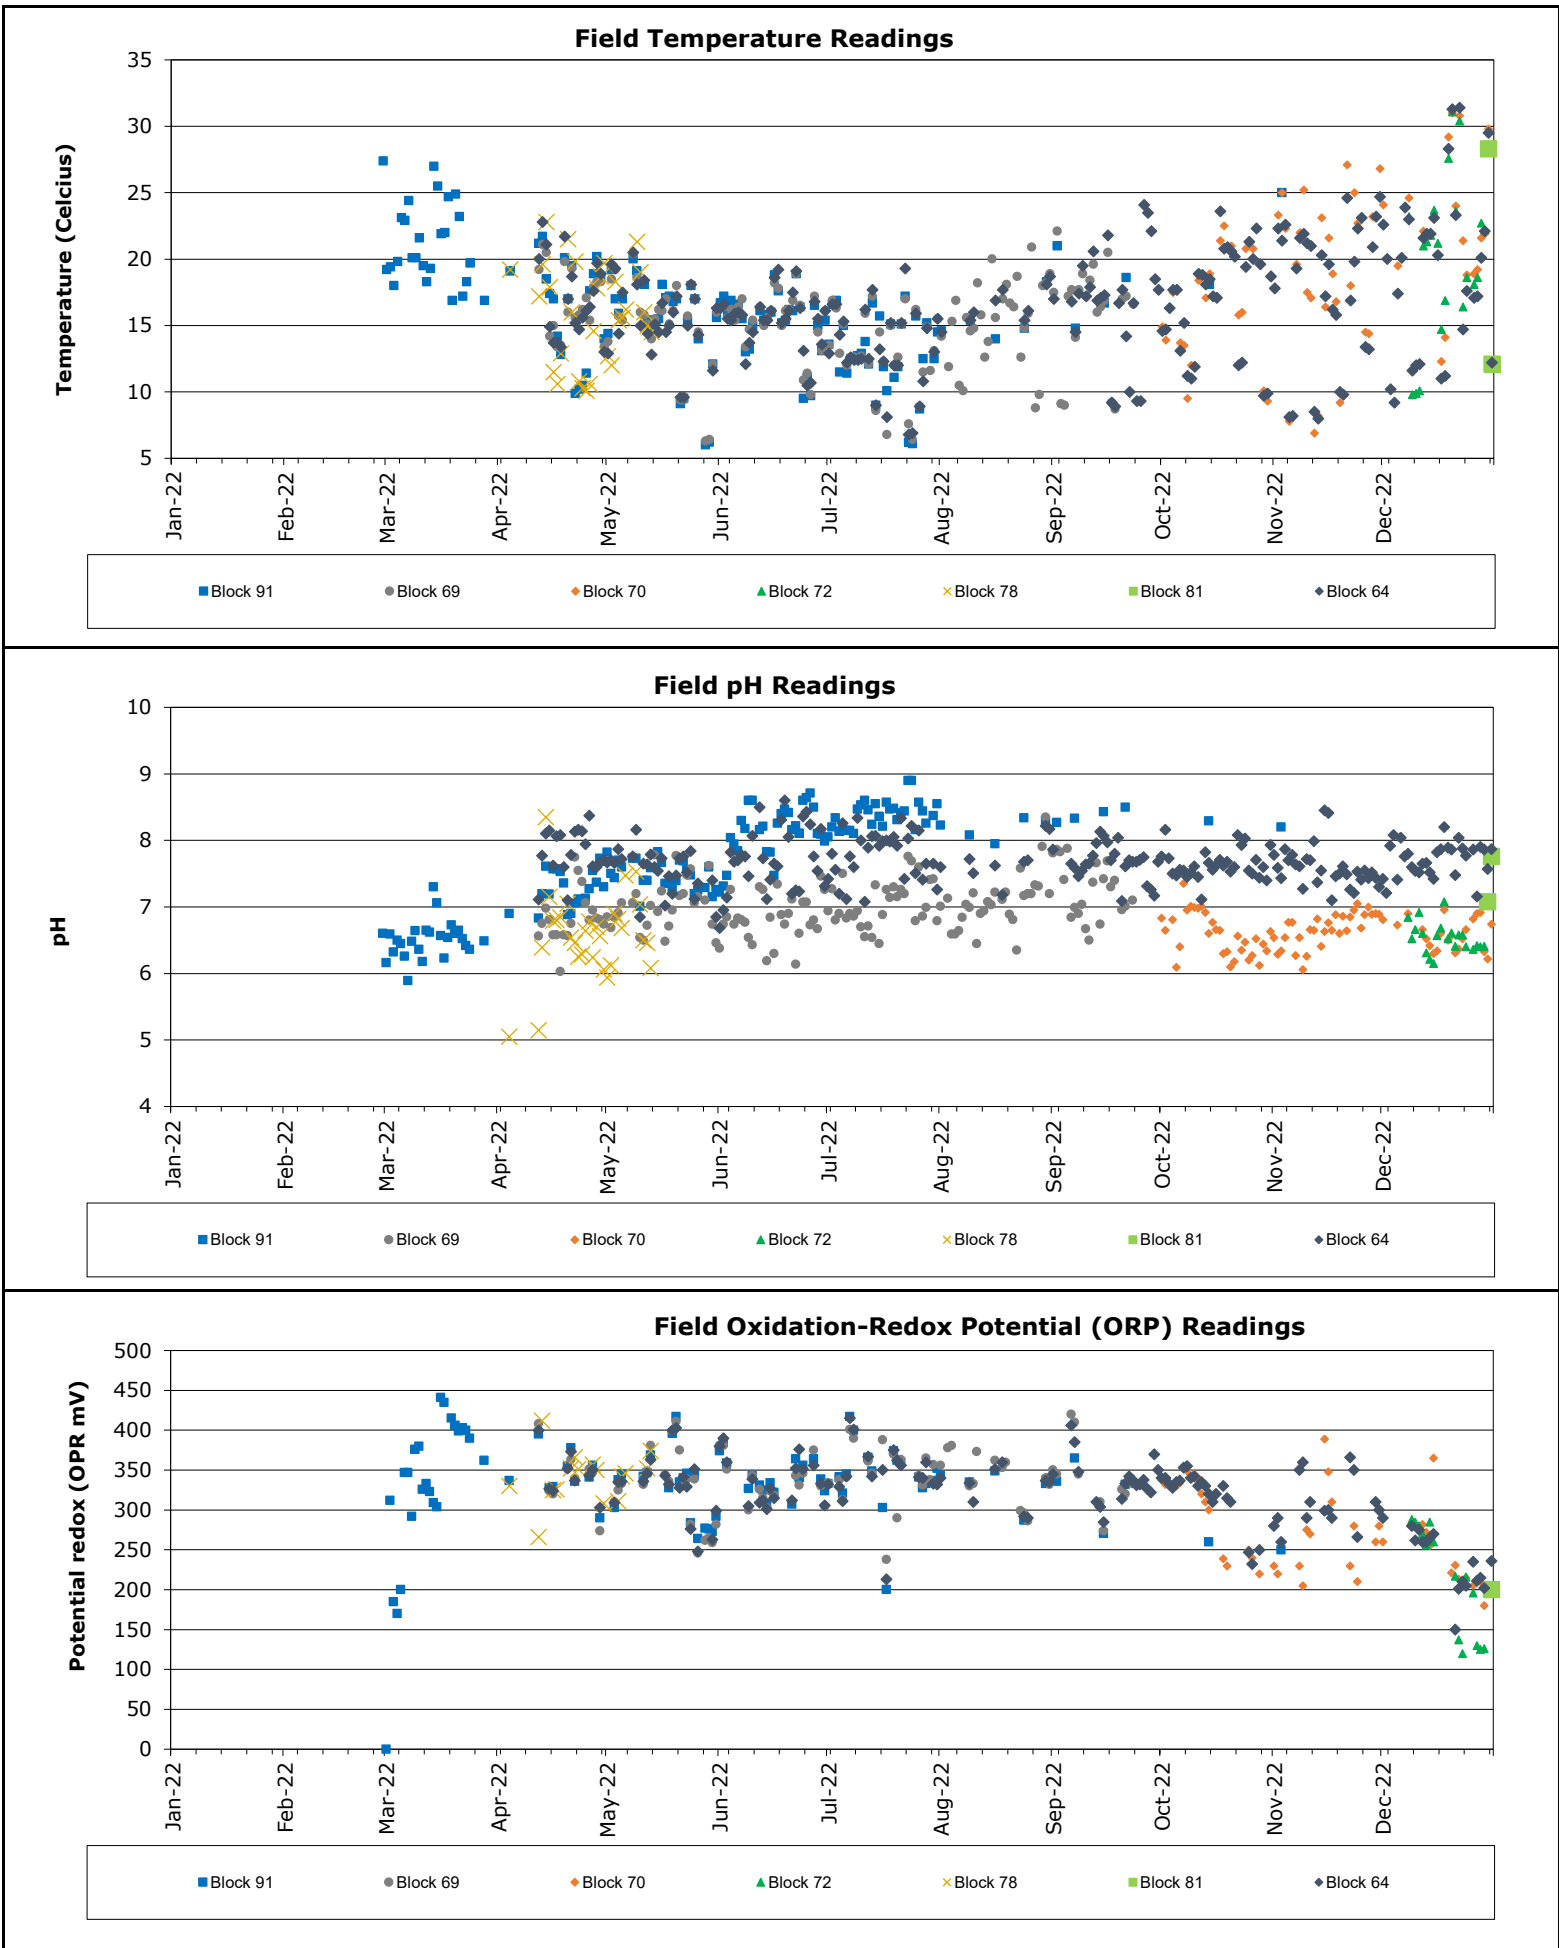 Field Temperature Readings
Temperature (Celcius)
35
30
25
20
15
10
5
Jan-22 Feb-22 Mar-22 Apr-22 May-22 Jun-22 Jul-22 Aug-22 Sep-22 Oct-22 Nov-22 Dec-22
Block 91 Block 69 Block 70 Block 72 Block 78 Block 81 Block 64
Field pH Readings
pH
10
9
8
7
6
5
4
Jan-22 Feb-22 Mar-22 Apr-22 May-22 Jun-22 Jul-22 Aug-22 Sep-22 Oct-22 Nov-22 Dec-22
Block 91 Block 69 Block 70 Block 72 Block 78 Block 81 Block 64
Field Oxidation-Redox Potential (ORP) Readings
Potential redox (OPR mV)
500
450
400
350
300
250
200
150
100
50
0
Jan-22 Feb-22 Mar-22 Apr-22 May-22 Jun-22 Jul-22 Aug-22 Sep-22 Oct-22 Nov-22 Dec-22
Block 91 Block 69 Block 70 Block 72 Block 78 Block 81 Block 64